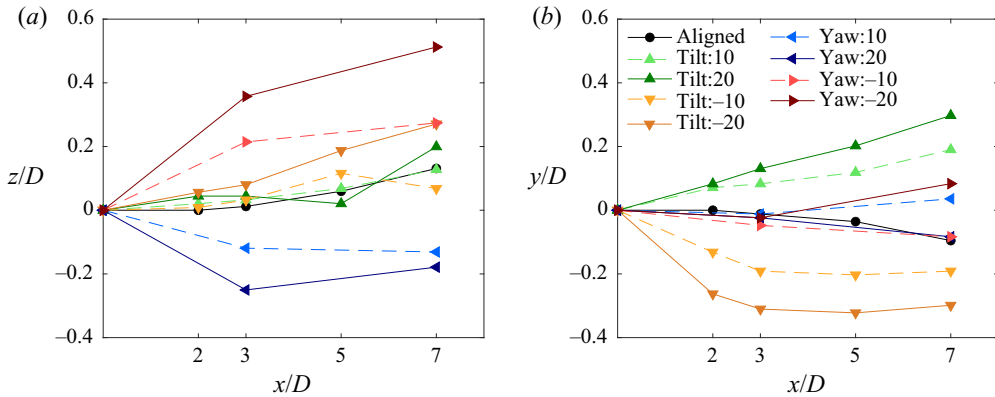 (a)
0.6
0.4
0.2
0
–0.2
–0.4
z/D
2 3 5 7
x/D
(b)
0.6
0.4
0.2
0
–0.2
–0.4
y/D
2 3 5 7
x/D
Aligned
Tilt:10
Tilt:20
Tilt:–10
Tilt:–20
Yaw:10
Yaw:20
Yaw:–10
Yaw:–20